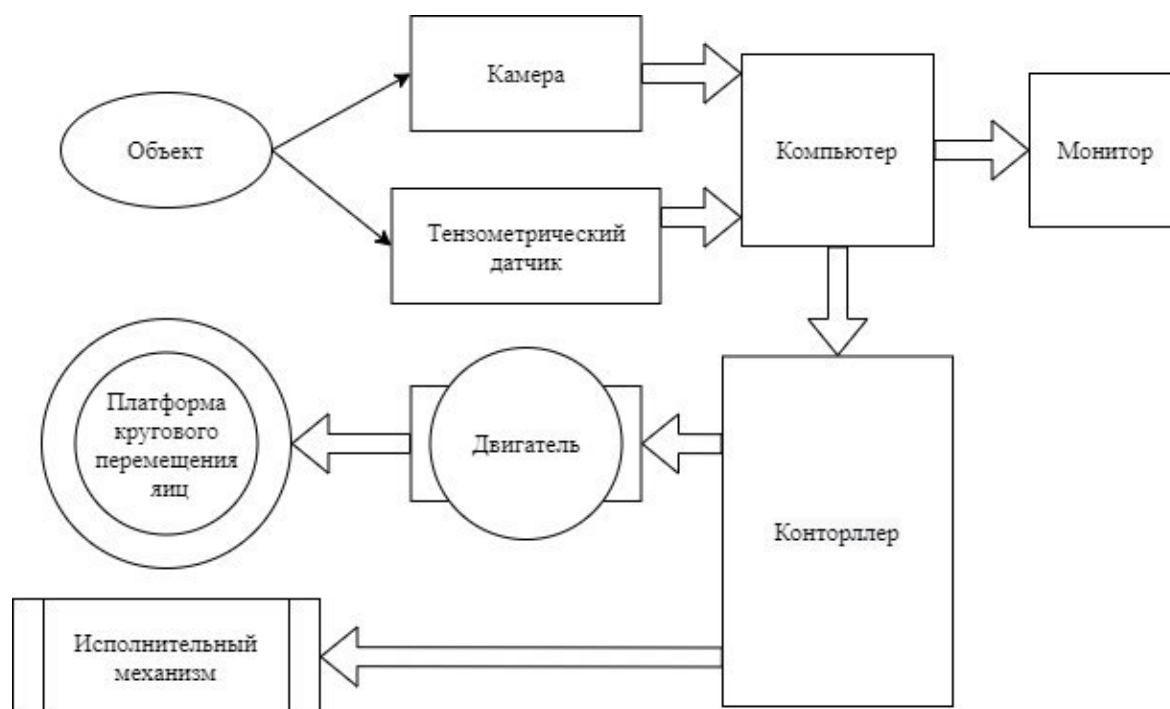 Камера
Объект
Компьютер
Монитор
Тензометрический
датчик
Платформа
кругового
перемещения
яиц
Двигатель
Конторллер
Исполнительный
механизм